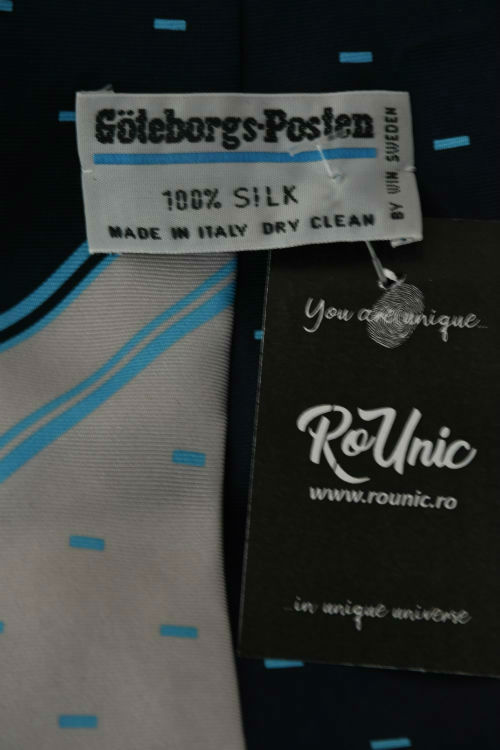 Göteborgs-Posten
100% SILK
MADE IN ITALY DRY CLEAN
BY WIN SWEDEN
You are unique...
RoUnic
www.rounic.ro
...in unique universe